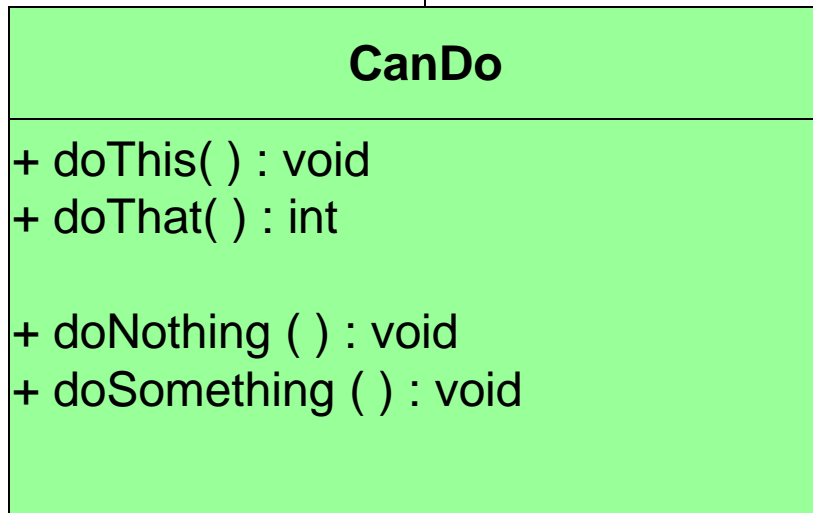 CanDo
+ doThis( ) : void
+ doThat( ) : int
+ doNothing ( ) : void
+ doSomething ( ) : void